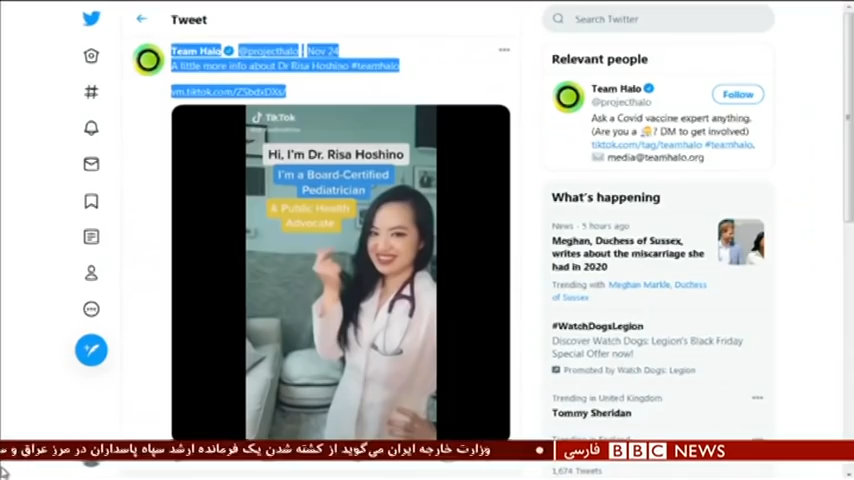 Tweet
Team Halo @projecthalo · Nov 24
A little more info about Dr Risa Hoshino #teamhalo
vm.tiktok.com/ZSbdxDXs/
TikTok
Hi, I'm Dr. Risa Hoshino
I'm a Board-Certified
Pediatrician
& Public Health
Advocate
Search Twitter
Relevant people
Team Halo
@projecthalo
Follow
Ask a Covid vaccine expert anything.
(Are you a ? DM to get involved)
tiktok.com/tag/teamhalo #teamhalo.
media@teamhalo.org
What's happening
News · 5 hours ago
Meghan, Duchess of Sussex,
writes about the miscarriage she
had in 2020
Trending with Meghan Markle, Duchess
of Sussex
#WatchDogsLegion
Discover Watch Dogs: Legion's Black Friday
Special Offer now!
Promoted by Watch Dogs: Legion
Trending in United Kingdom
Tommy Sheridan
1,674 Tweets
وزارت خارجه ایران می‌گوید از کشته شدن یک فرمانده ارشد سپاه پاسداران در مرز عراق و
BBC NEWS فارسی